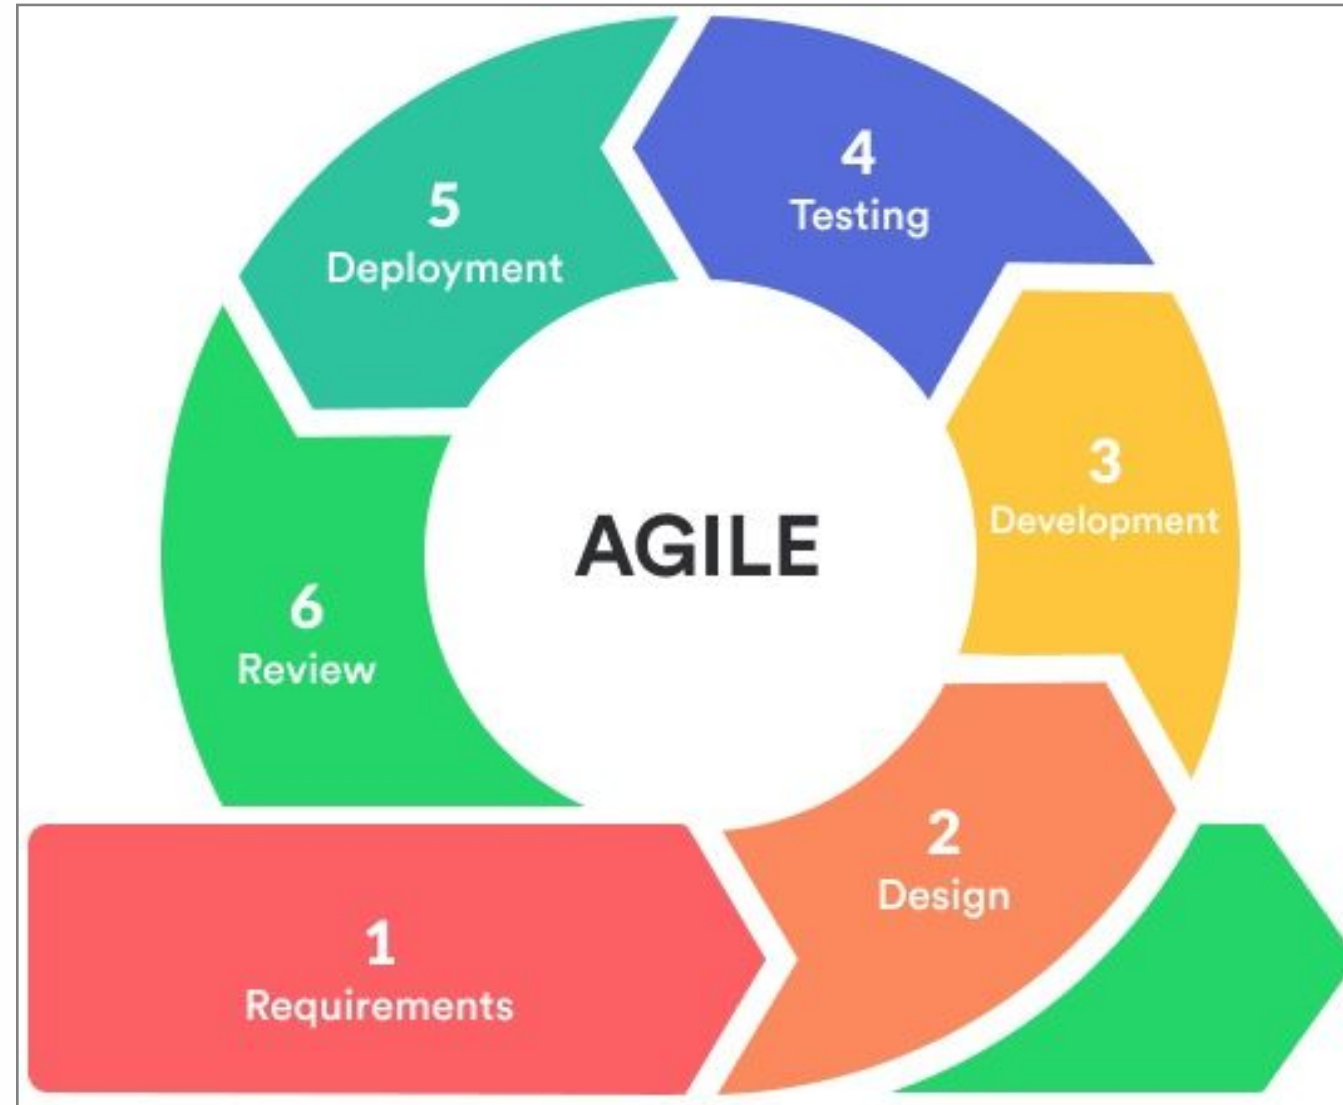 1
Requirements
2
Design
3
Development
4
Testing
5
Deployment
6
Review
AGILE